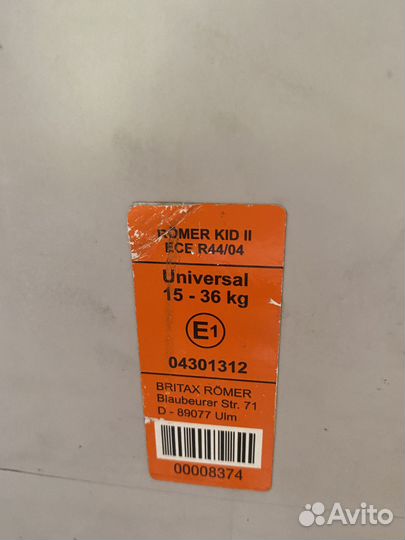 RÖMER KID II
ECE R44/04
Universal
15 - 36 kg
E1
04301312
BRITAX RÖMER
Blaubeurer Str. 71
D - 89077 Ulm
00008374
Avito